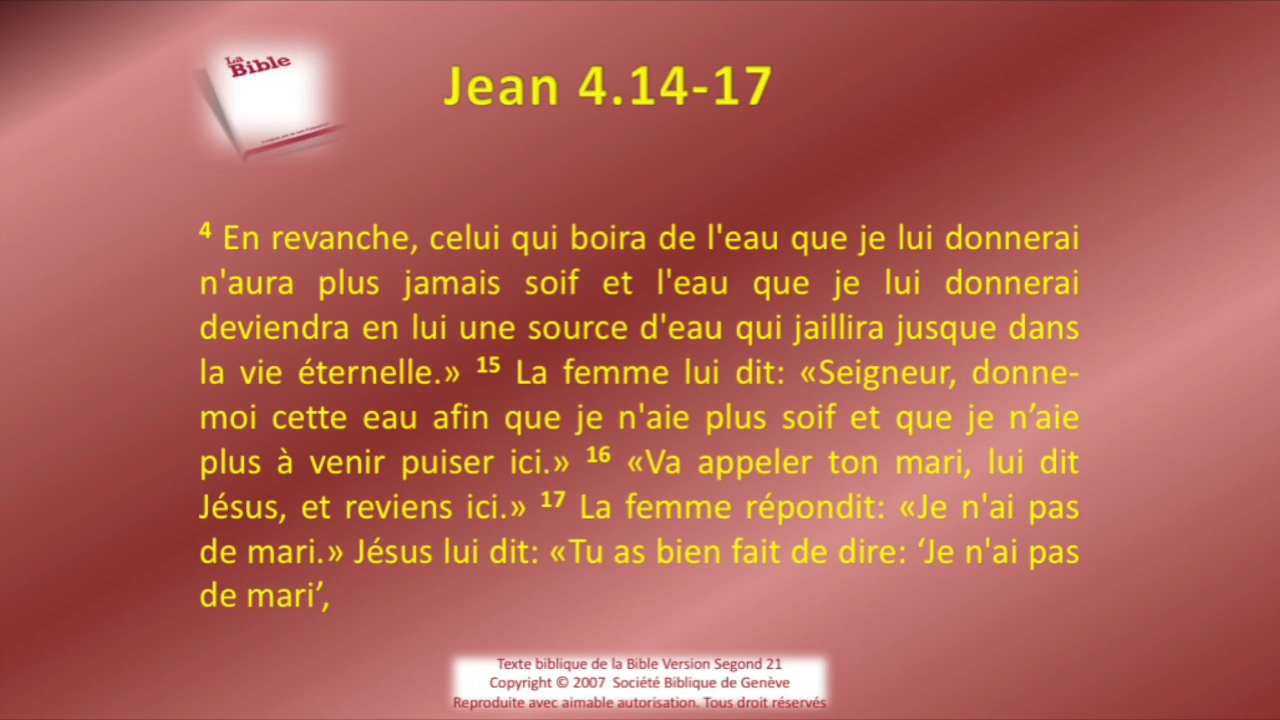 La
Bible
Jean 4.14-17
4 En revanche, celui qui boira de l'eau que je lui donnerai
n'aura plus jamais soif et l'eau que je lui donnerai
deviendra en lui une source d'eau qui jaillira jusque dans
la vie éternelle.» 15 La femme lui dit: «Seigneur, donne-
moi cette eau afin que je n'aie plus soif et que je n’aie
plus à venir puiser ici.» 16 «Va appeler ton mari, lui dit
Jésus, et reviens ici.» 17 La femme répondit: «Je n'ai pas
de mari.» Jésus lui dit: «Tu as bien fait de dire: ‘Je n'ai pas
de mari’,
Texte biblique de la Bible Version Segond 21
Copyright © 2007 Société Biblique de Genève
Reproduite avec aimable autorisation. Tous droit réservés